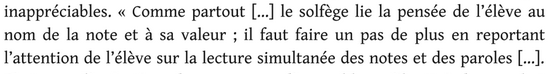 inappréciables. « Comme partout [...] le solfège lie la pensée de l’élève au
nom de la note et à sa valeur ; il faut faire un pas de plus en reportant
l’attention de l’élève sur la lecture simultanée des notes et des paroles [...].